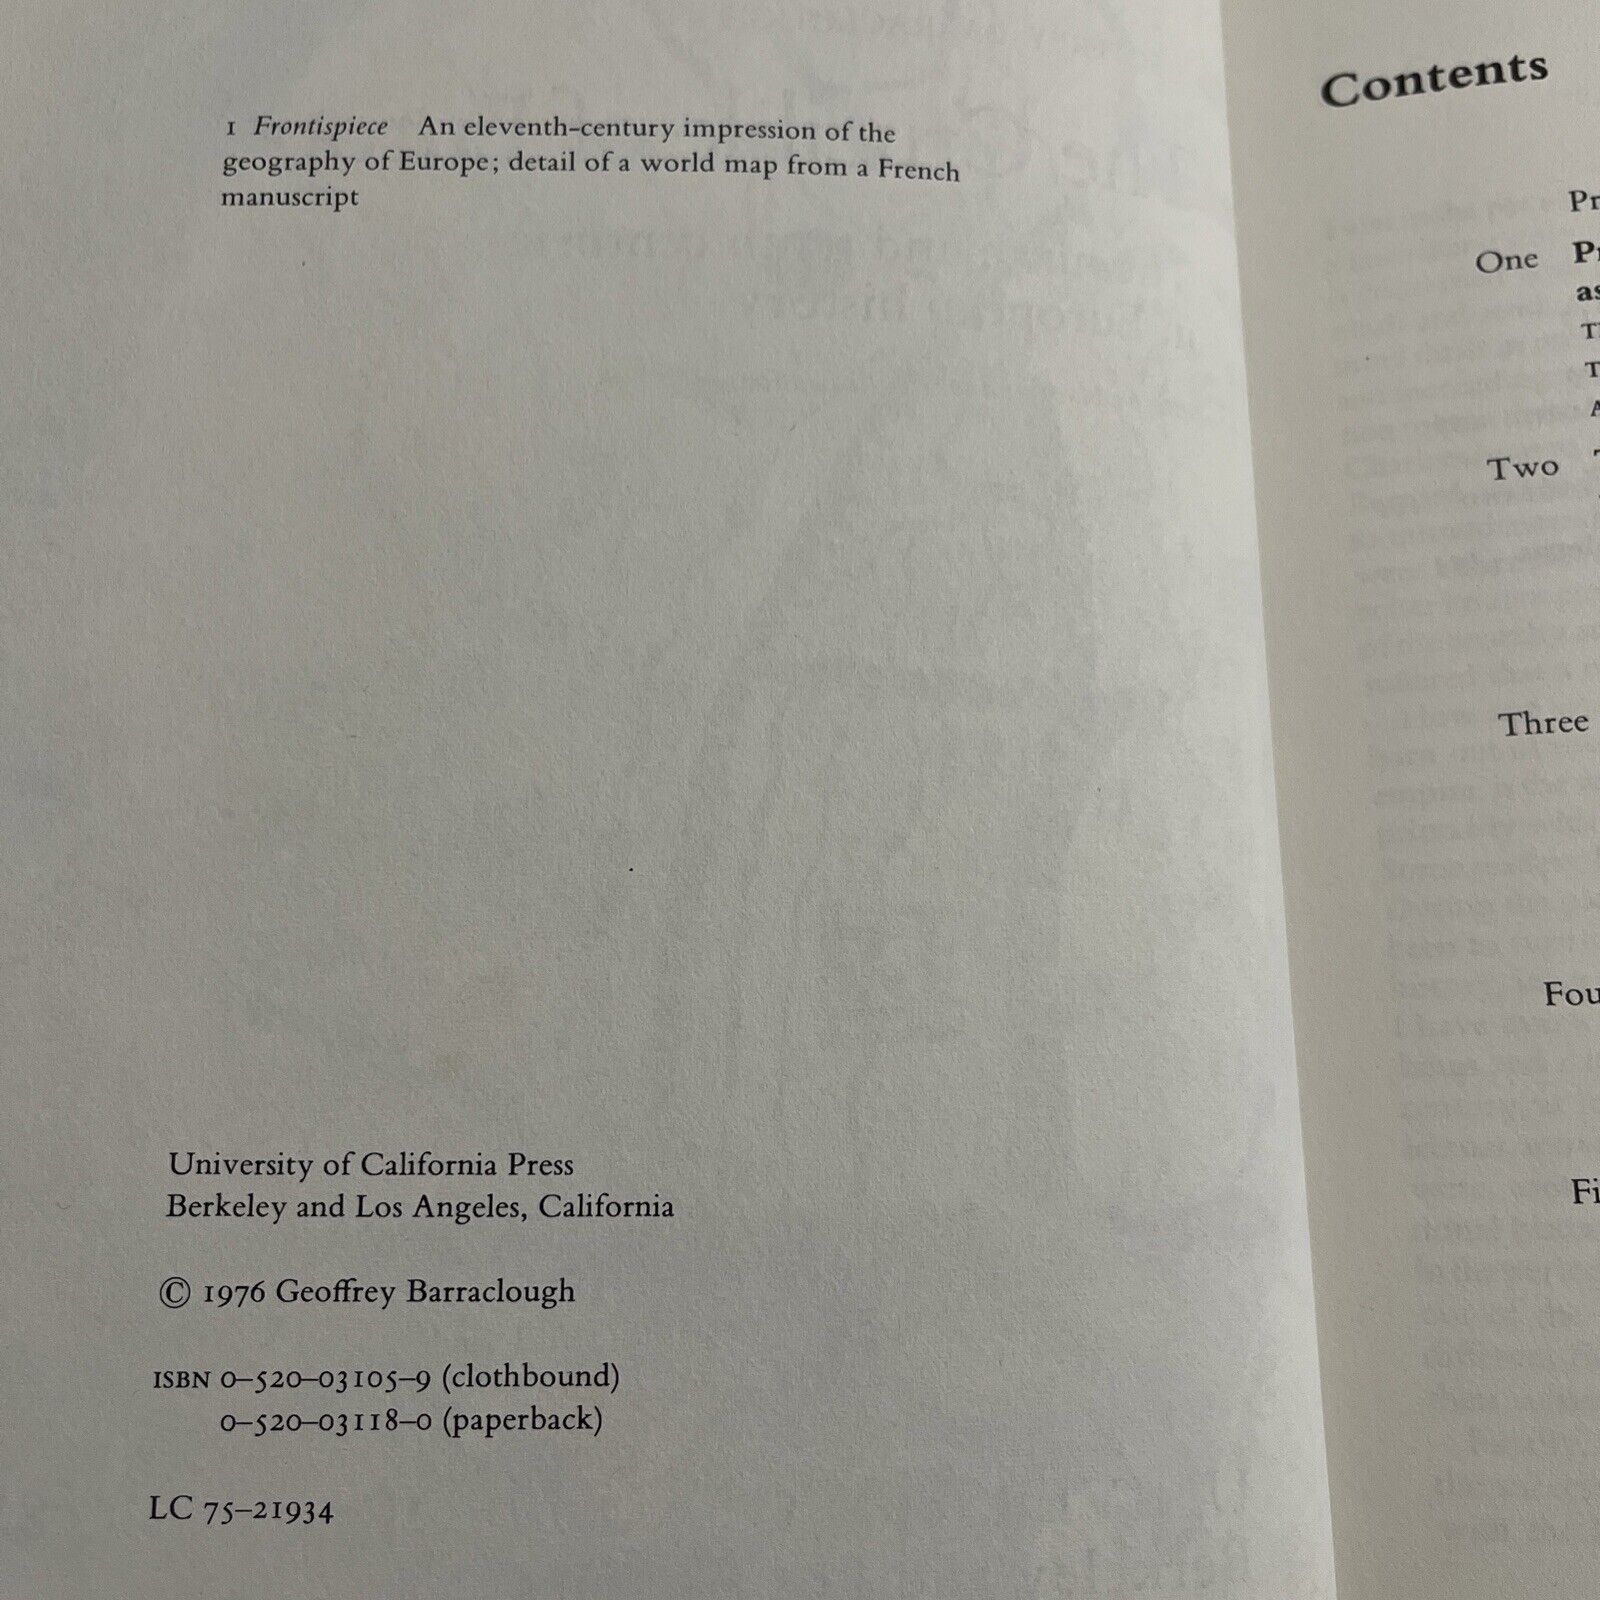 1 Frontispiece An eleventh-century impression of the
geography of Europe; detail of a world map from a French
manuscript
University of California Press
Berkeley and Los Angeles, California
© 1976 Geoffrey Barraclough
ISBN 0–520–03105–9 (clothbound)
0–520–03118–0 (paperback)
LC 75–21934
Contents
One
Two
Three